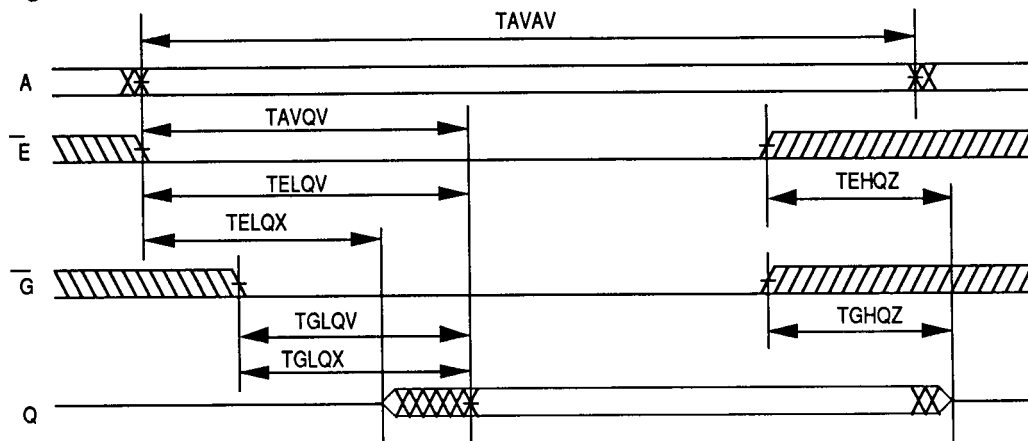 TAVAV
A
TAVQV
E
TELQV
TEHQZ
TELQX
G
TGLQV
TGHQZ
TGLQX
Q